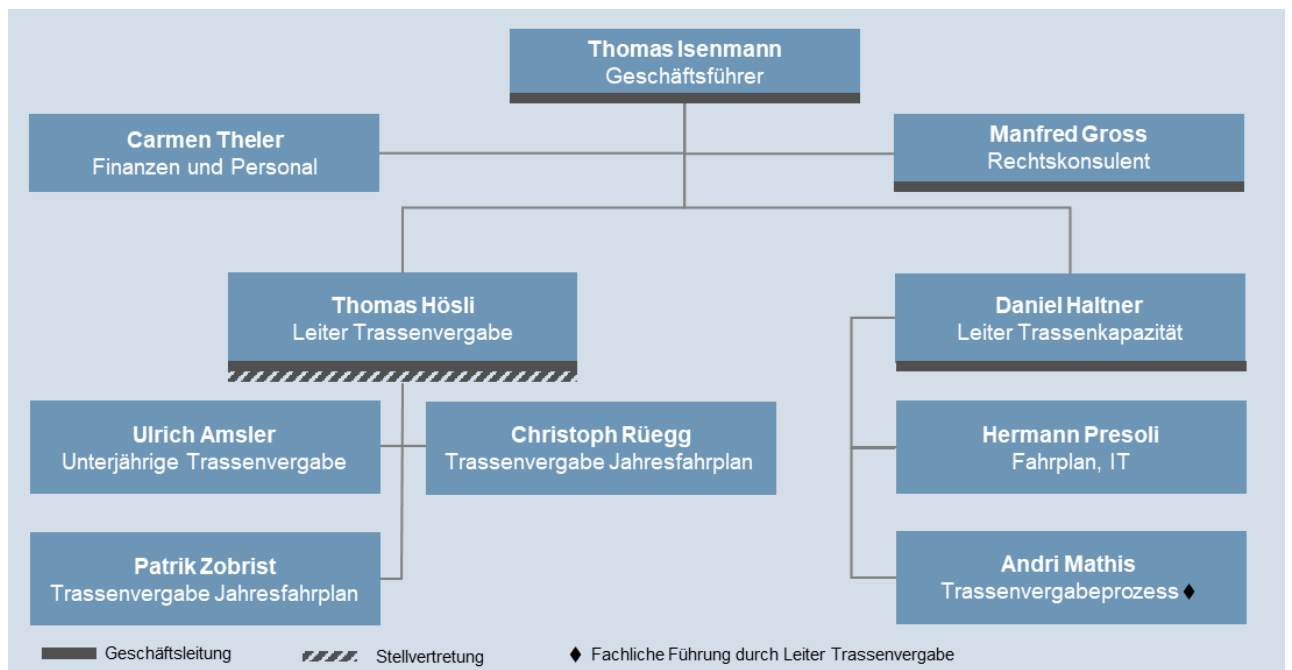 Thomas Isenmann
Geschäftsführer
Carmen Theler
Finanzen und Personal
Manfred Gross
Rechtskonsulent
Thomas Hösli
Leiter Trassenvergabe
Daniel Haltner
Leiter Trassenkapazität
Ulrich Amsler
Unterjährige Trassenvergabe
Christoph Rüegg
Trassenvergabe Jahresfahrplan
Hermann Presoli
Fahrplan, IT
Patrik Zobrist
Trassenvergabe Jahresfahrplan
Andri Mathis
Trassenvergabeprozess ♦
Geschäftsleitung
Stellvertretung
♦ Fachliche Führung durch Leiter Trassenvergabe